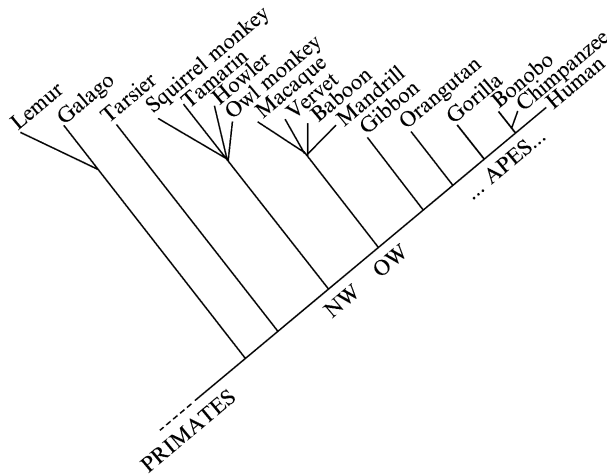 Lemur
Galago
Tarsier
Squirrel monkey
Tamarin
Howler
Owl monkey
Macaque
Vervet
Baboon
Mandrill
Gibbon
Orangutan
Gorilla
Bonobo
Chimpanzee
Human
... APES...
OW
NW
PRIMATES